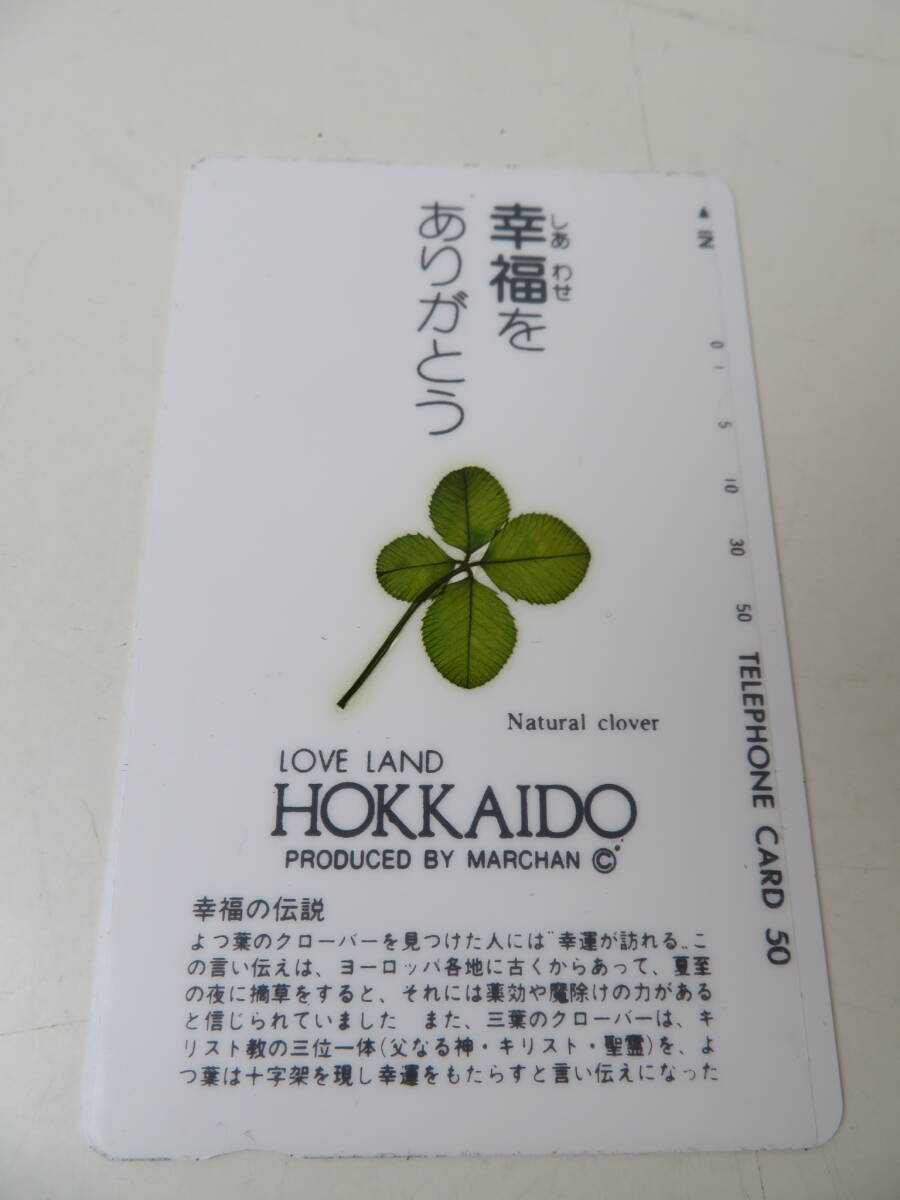 幸福を
しあわせ
ありがとう
Natural clover
LOVE LAND
HOKKAIDO
PRODUCED BY MARCHAN ©
幸福の伝説
よつ葉のクローバーを見つけた人には"幸運が訪れる〟こ
の言い伝えは、ヨーロッパ各地に古くからあって、夏至
の夜に摘草をすると、それには薬効や魔除けの力がある
と信じられていました また、三葉のクローバーは、キ
リスト教の三位一体(父なる神・キリスト・聖霊)を、よ
つ葉は十字架を現し幸運をもたらすと言い伝えになった
▲ IN
0 1 5 10 30 50 TELEPHONE CARD 50